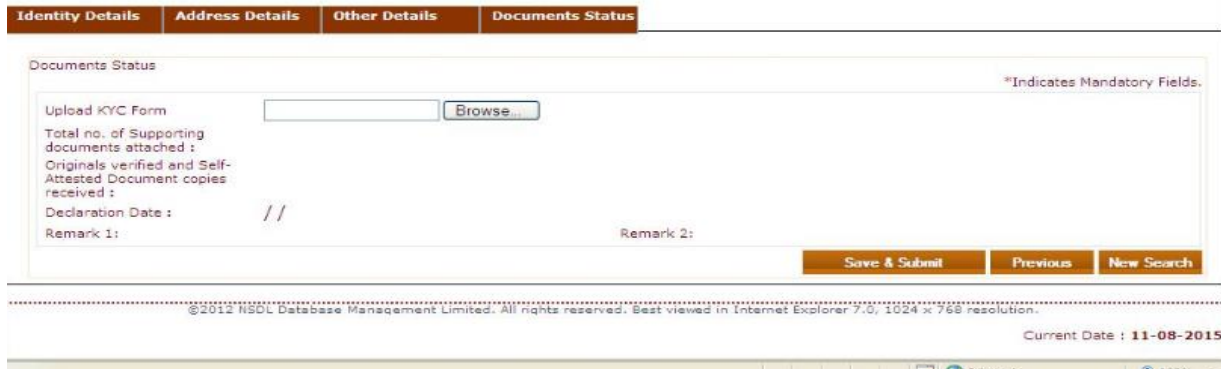 Identity Details Address Details Other Details Documents Status
Documents Status
*Indicates Mandatory Fields.
Upload KYC Form Browse...
Total no. of Supporting
documents attached :
Originals verified and Self-
Attested Document copies
received :
Declaration Date : / /
Remark 1: Remark 2:
Save & Submit Previous New Search
©2012 NSDL Database Management Limited. All rights reserved. Best viewed in Internet Explorer 7.0, 1024 x 768 resolution.
Current Date : 11-08-2015